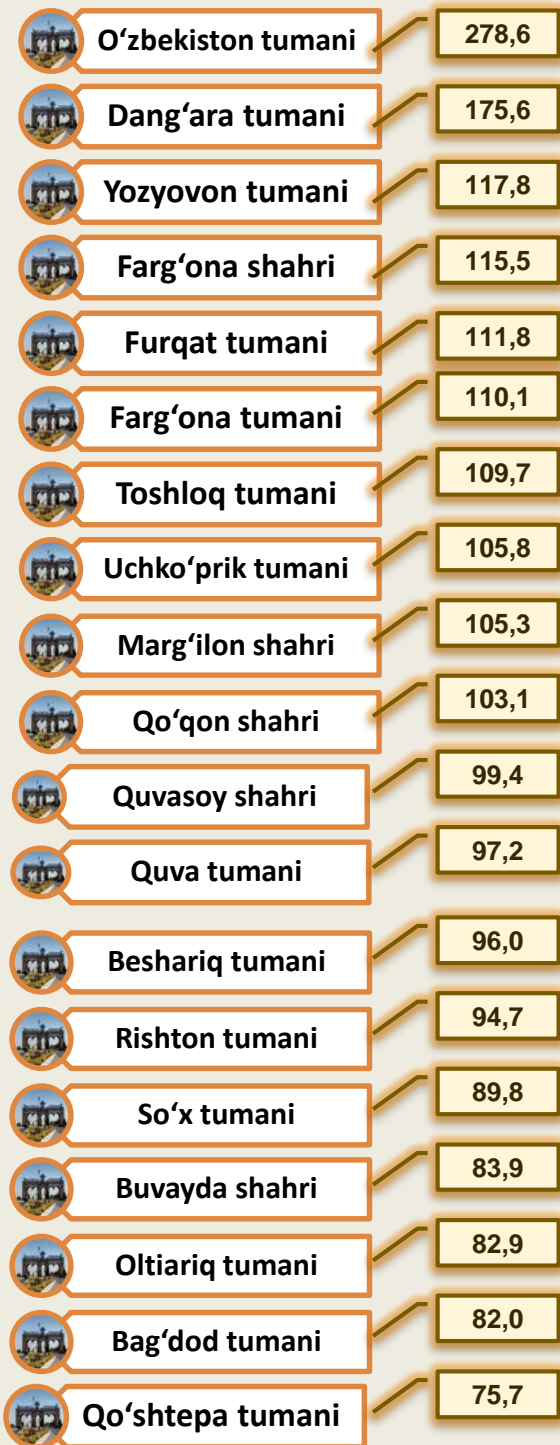 O‘zbekiston tumani 278,6
Dang‘ara tumani 175,6
Yozyovon tumani 117,8
Farg‘ona shahri 115,5
Furqat tumani 111,8
Farg‘ona tumani 110,1
Toshloq tumani 109,7
Uchko‘prik tumani 105,8
Marg‘ilon shahri 105,3
Qo‘qon shahri 103,1
Quvasoy shahri 99,4
Quva tumani 97,2
Beshariq tumani 96,0
Rishton tumani 94,7
So‘x tumani 89,8
Buvayda shahri 83,9
Oltiariq tumani 82,9
Bag‘dod tumani 82,0
Qo‘shtepa tumani 75,7